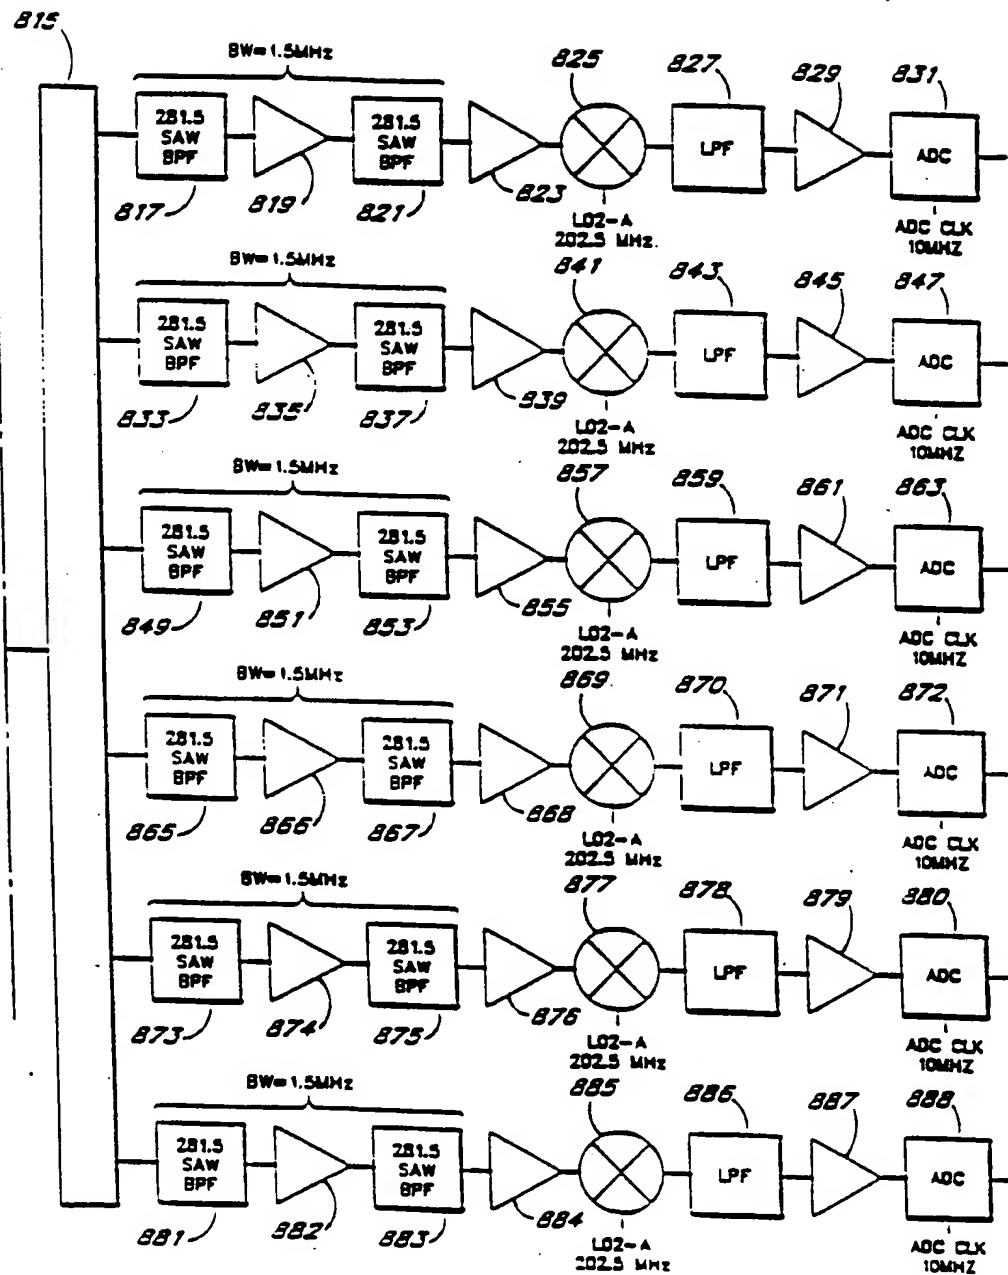 815
BW=1.5MHz
825 827 829 831
281.5 SAW BPF
281.5 SAW BPF
LPF
ADC
817 819 821 823
LO2-A 202.5 MHz.
ADC CLK 10MHZ
BW=1.5MHz
841 843 845 847
281.5 SAW BPF
281.5 SAW BPF
LPF
ADC
833 835 837 839
LO2-A 202.5 MHz
ADC CLK 10MHZ
BW=1.5MHz
857 859 861 863
281.5 SAW BPF
281.5 SAW BPF
LPF
ADC
849 851 853 855
LO2-A 202.5 MHz
ADC CLK 10MHZ
BW=1.5MHz
869 870 871 872
281.5 SAW BPF
281.5 SAW BPF
LPF
ADC
865 866 867 868
LO2-A 202.5 MHz
ADC CLK 10MHZ
BW=1.5MHz
877 878 879 880
281.5 SAW BPF
281.5 SAW BPF
LPF
ADC
873 874 875 876
LO2-A 202.5 MHz
ADC CLK 10MHZ
BW=1.5MHz
885 886 887 888
281.5 SAW BPF
281.5 SAW BPF
LPF
ADC
881 882 883 884
LO2-A 202.5 MHz
ADC CLK 10MHZ